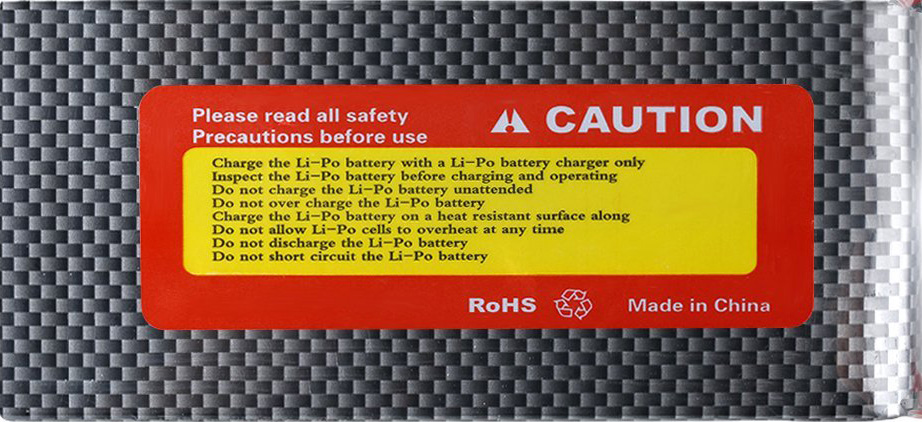 Please read all safety
Precautions before use
CAUTION
Charge the Li-Po battery with a Li-Po battery charger only
Inspect the Li-Po battery before charging and operating
Do not charge the Li-Po battery unattended
Do not over charge the Li-Po battery
Charge the Li-Po battery on a heat resistant surface along
Do not allow Li-Po cells to overheat at any time
Do not discharge the Li-Po battery
Do not short circuit the Li-Po battery
RoHS
Made in China